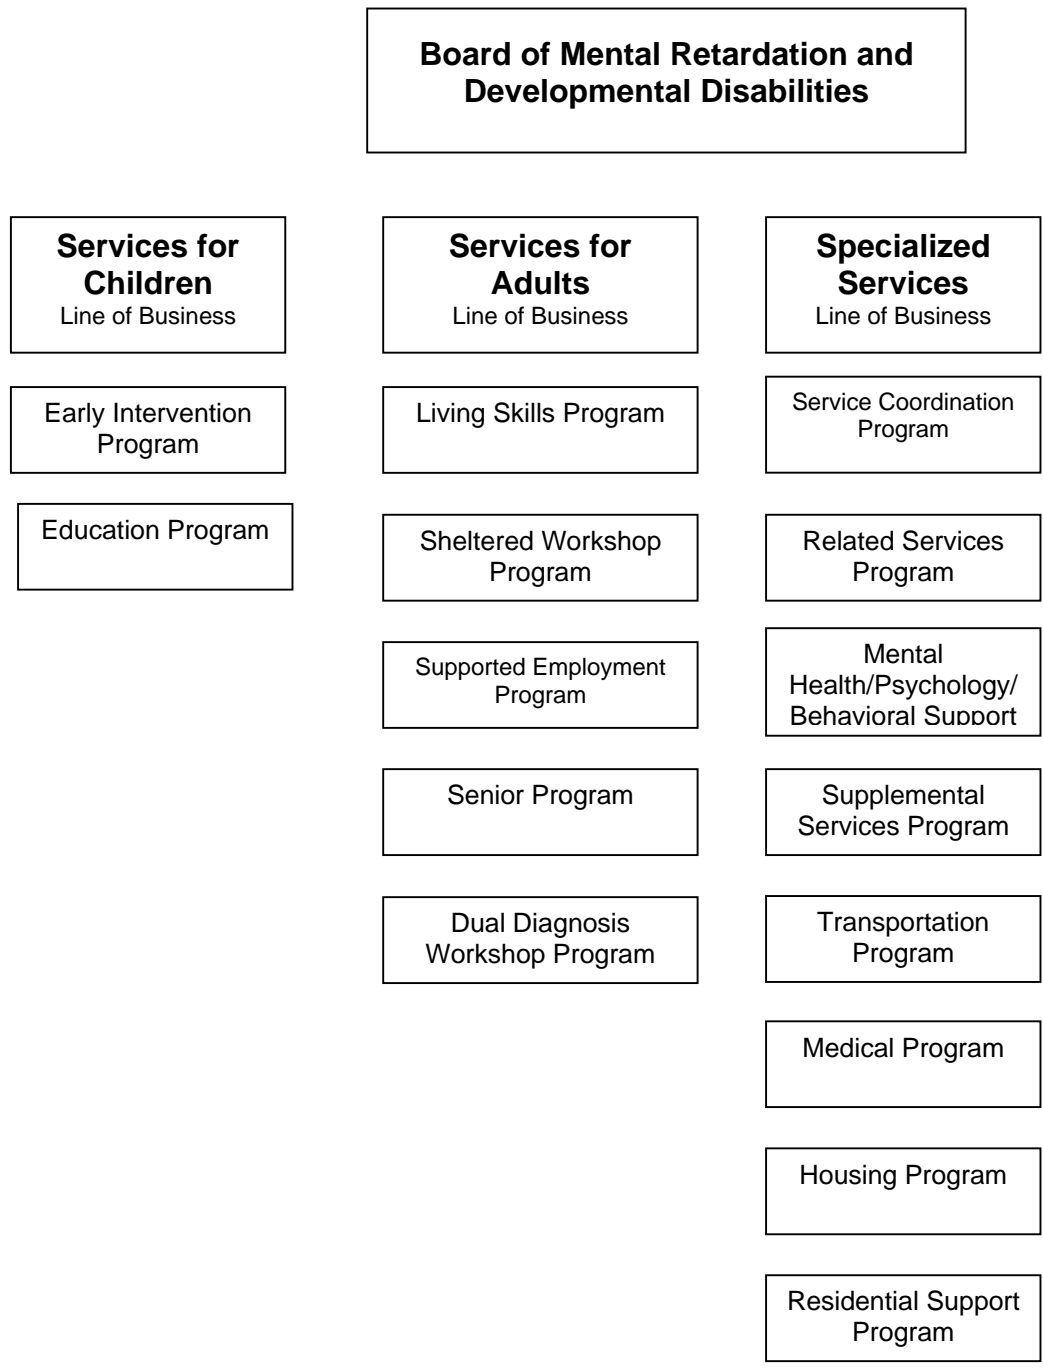 Board of Mental Retardation and
Developmental Disabilities
Services for
Children
Line of Business
Early Intervention
Program
Education Program
Services for
Adults
Line of Business
Living Skills Program
Sheltered Workshop
Program
Supported Employment
Program
Senior Program
Dual Diagnosis
Workshop Program
Specialized
Services
Line of Business
Service Coordination
Program
Related Services
Program
Mental
Health/Psychology/
Behavioral Support
Supplemental
Services Program
Transportation
Program
Medical Program
Housing Program
Residential Support
Program